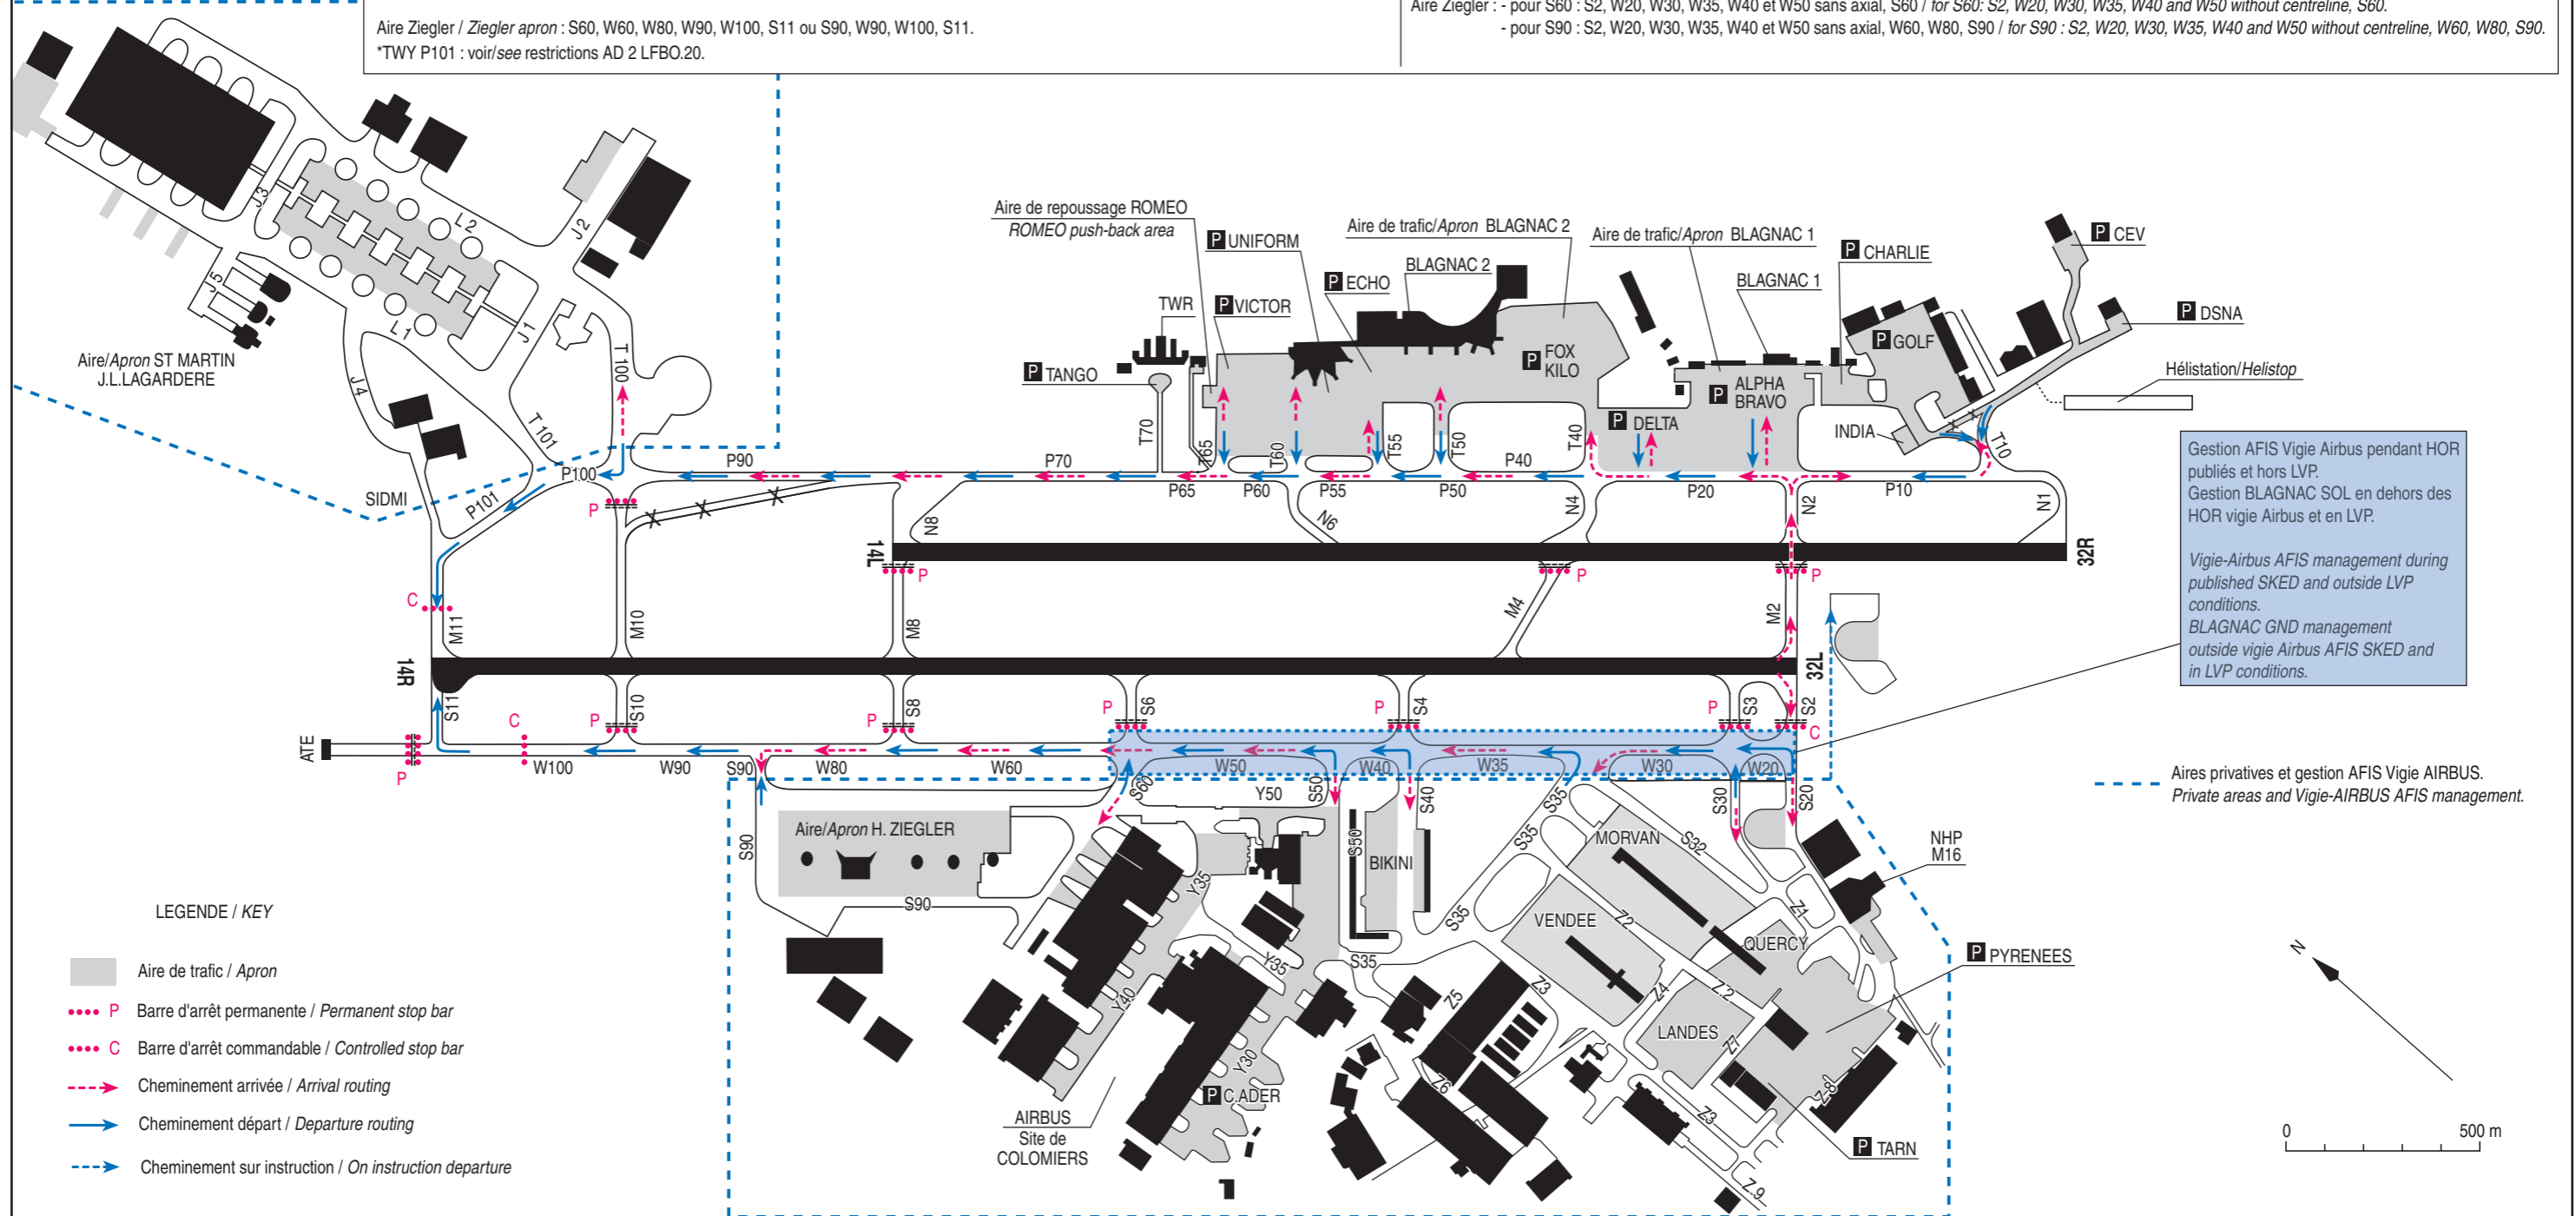 Aire Ziegler / Ziegler apron : S60, W60, W80, W90, W100, S11 ou S90, W90, W100, S11.
*TWY P101 : voir/see restrictions AD 2 LFBO.20.
Aire Ziegler : - pour S60 : S2, W20, W30, W35, W40 et W50 sans axial, S60 / for S60: S2, W20, W30, W35, W40 and W50 without centreline, S60.
- pour S90 : S2, W20, W30, W35, W40 et W50 sans axial, W60, W80, S90 / for S90 : S2, W20, W30, W35, W40 and W50 without centreline, W60, W80, S90.
J3
L2
J2
J5
L1
J1
J4
T 100
T 101
Aire/Apron ST MARTIN
J.L.LAGARDERE
SIDMI
P101
P100
P90
P70
P65
P60
P55
P50
P40
P20
P10
Aire de repoussage ROMEO
ROMEO push-back area
P UNIFORM
Aire de trafic/Apron BLAGNAC 2
Aire de trafic/Apron BLAGNAC 1
P CHARLIE
P CEV
P ECHO
BLAGNAC 2
BLAGNAC 1
TWR
P VICTOR
P DSNA
P GOLF
P FOX
KILO
P TANGO
P ALPHA
BRAVO
P DELTA
INDIA
Hélistation/Helistop
T70
T65
T60
T55
T50
T40
T10
N8
N6
N4
N2
N1
P
14L
32R
P
P
P
C
M11
M10
M8
M4
M2
14R
32L
S11
S10
S8
S6
S4
S3
S2
C
P
P
P
P
P
C
ATE
P
W100
W90
S90
W80
W60
W50
W40
W35
W30
W20
S60
Y50
S50
S40
S35
S30
S20
Gestion AFIS Vigie Airbus pendant HOR
publiés et hors LVP.
Gestion BLAGNAC SOL en dehors des
HOR vigie Airbus et en LVP.
Vigie-Airbus AFIS management during
published SKED and outside LVP
conditions.
BLAGNAC GND management
outside vigie Airbus AFIS SKED and
in LVP conditions.
Aires privatives et gestion AFIS Vigie AIRBUS.
Private areas and Vigie-AIRBUS AFIS management.
S90
Aire/Apron H. ZIEGLER
S90
Y35
S50
BIKINI
S35
S35
MORVAN
S32
NHP
M16
VENDEE
Z2
Z1
QUERCY
P PYRENEES
Y35
S35
Y40
Z5
Z3
Z4
Z2
LANDES
Z7
Y30
P C.ADER
Z6
Z3
Z8
P TARN
Z9
AIRBUS
Site de
COLOMIERS
LEGENDE / KEY
Aire de trafic / Apron
P Barre d'arrêt permanente / Permanent stop bar
C Barre d'arrêt commandable / Controlled stop bar
Cheminement arrivée / Arrival routing
Cheminement départ / Departure routing
Cheminement sur instruction / On instruction departure
N
0 500 m